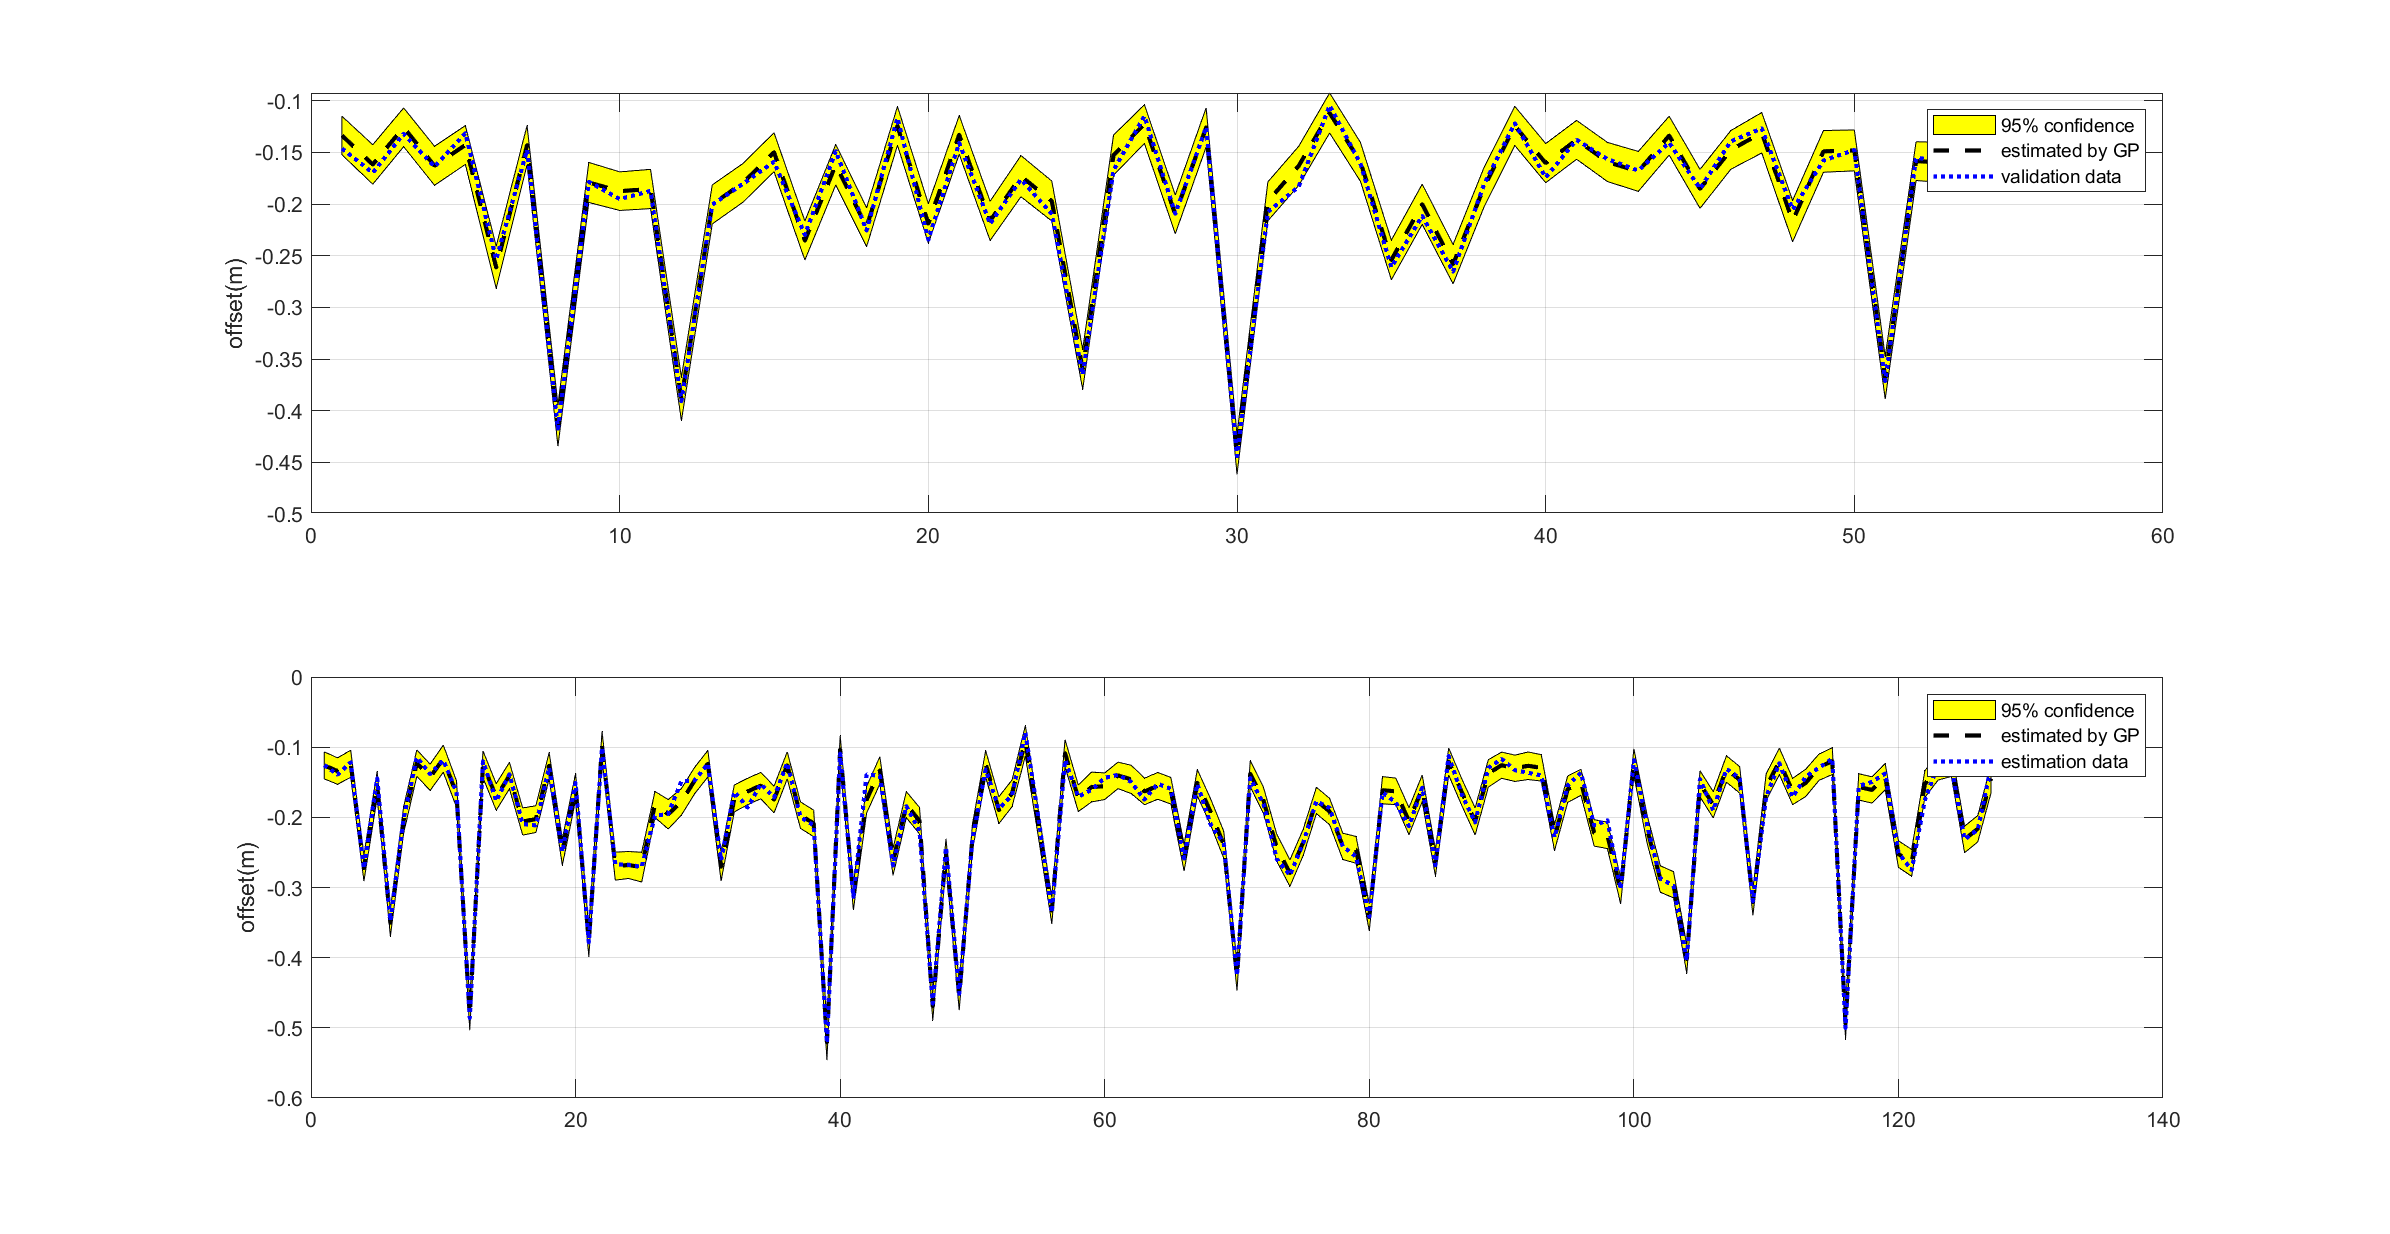 -0.1
-0.15
-0.2
-0.25
-0.3
-0.35
-0.4
-0.45
-0.5
offset(m)
0 10 20 30 40 50 60
95% confidence
estimated by GP
validation data
0
-0.1
-0.2
-0.3
-0.4
-0.5
-0.6
offset(m)
0 20 40 60 80 100 120 140
95% confidence
estimated by GP
estimation data